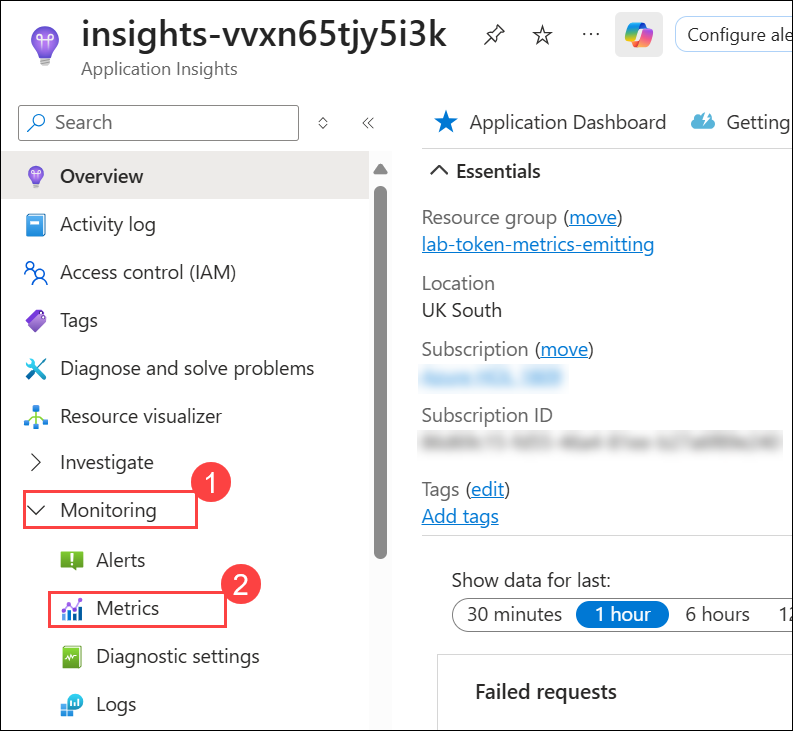 insights-vvxn65tjy5i3k
Configure ale
Application Insights
Search
Application Dashboard
Getting
Overview
Activity log
Access control (IAM)
Tags
Diagnose and solve problems
Resource visualizer
Investigate
1
Monitoring
Alerts
2
Metrics
Diagnostic settings
Logs
Essentials
Resource group (move)
lab-token-metrics-emitting
Location
UK South
Subscription (move)
Subscription ID
Tags (edit)
Add tags
Show data for last:
30 minutes 1 hour 6 hours 12
Failed requests